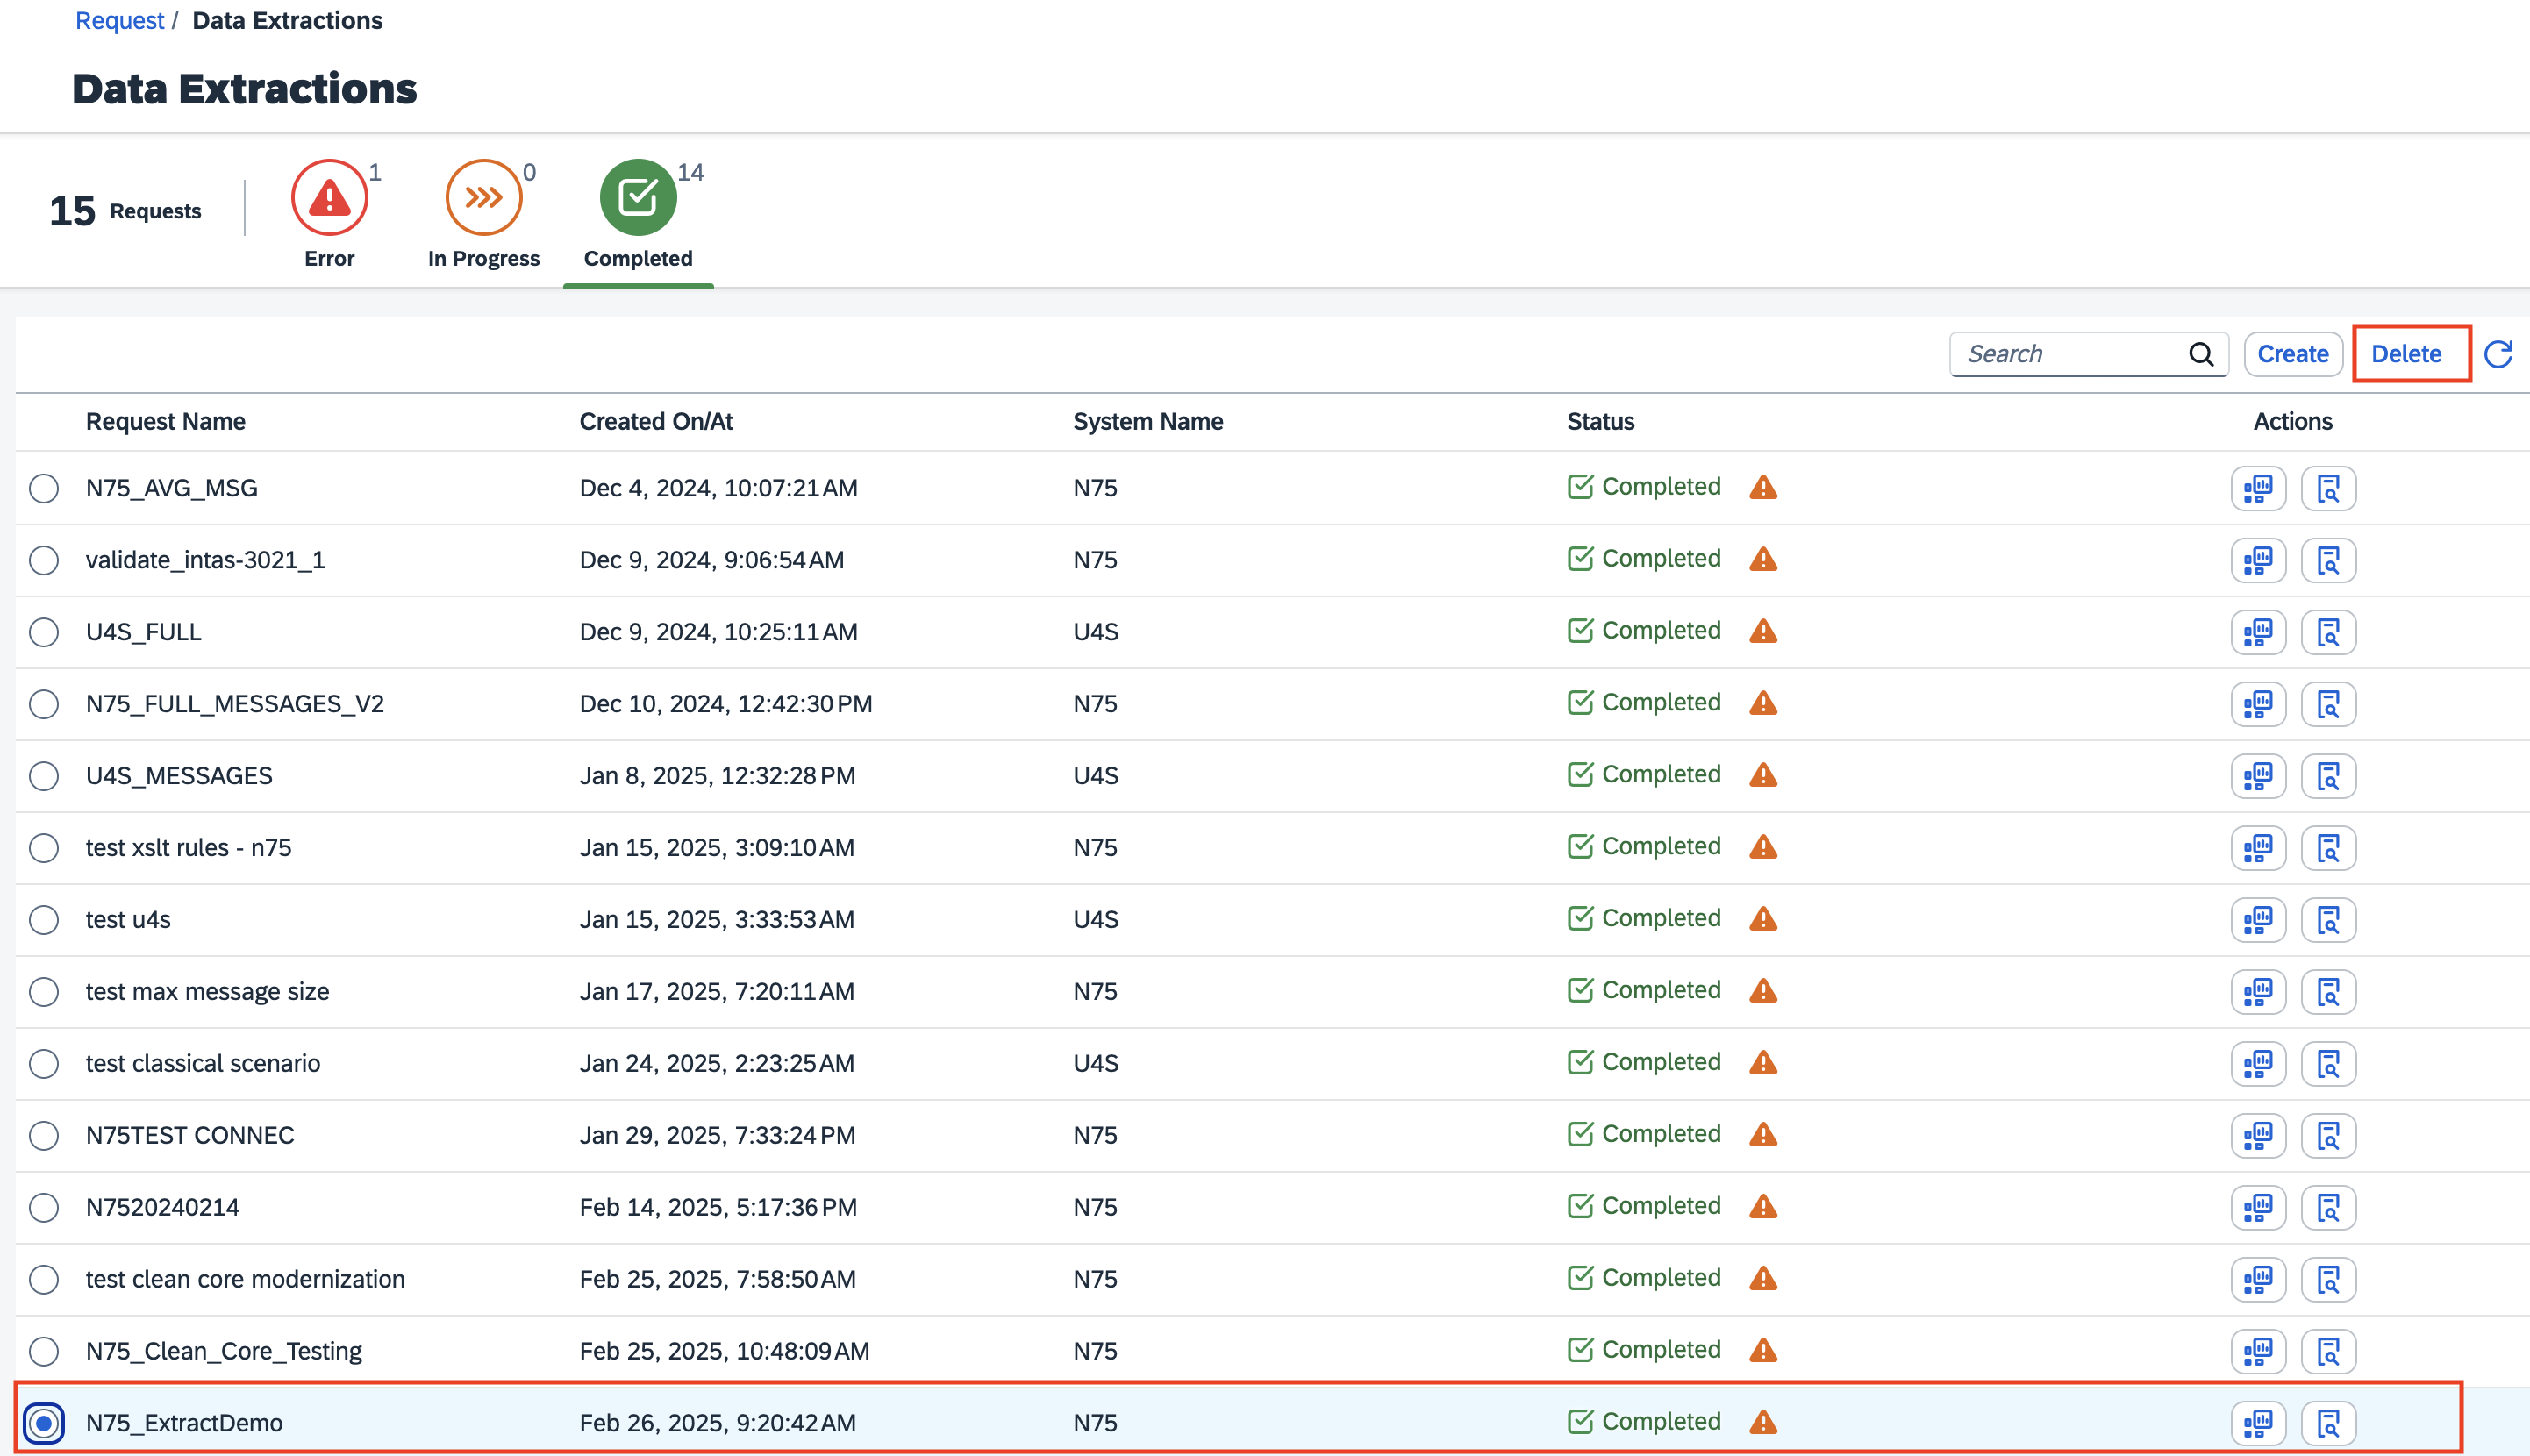 Request / Data Extractions
Data Extractions
15 Requests
1
Error
0
In Progress
14
Completed
Search Create Delete
Request Name Created On/At System Name Status Actions
N75_AVG_MSG Dec 4, 2024, 10:07:21 AM N75 Completed
validate_intas-3021_1 Dec 9, 2024, 9:06:54 AM N75 Completed
U4S_FULL Dec 9, 2024, 10:25:11 AM U4S Completed
N75_FULL_MESSAGES_V2 Dec 10, 2024, 12:42:30 PM N75 Completed
U4S_MESSAGES Jan 8, 2025, 12:32:28 PM U4S Completed
test xslt rules - n75 Jan 15, 2025, 3:09:10 AM N75 Completed
test u4s Jan 15, 2025, 3:33:53 AM U4S Completed
test max message size Jan 17, 2025, 7:20:11 AM N75 Completed
test classical scenario Jan 24, 2025, 2:23:25 AM U4S Completed
N75TEST CONNEC Jan 29, 2025, 7:33:24 PM N75 Completed
N7520240214 Feb 14, 2025, 5:17:36 PM N75 Completed
test clean core modernization Feb 25, 2025, 7:58:50 AM N75 Completed
N75_Clean_Core_Testing Feb 25, 2025, 10:48:09 AM N75 Completed
N75_ExtractDemo Feb 26, 2025, 9:20:42 AM N75 Completed